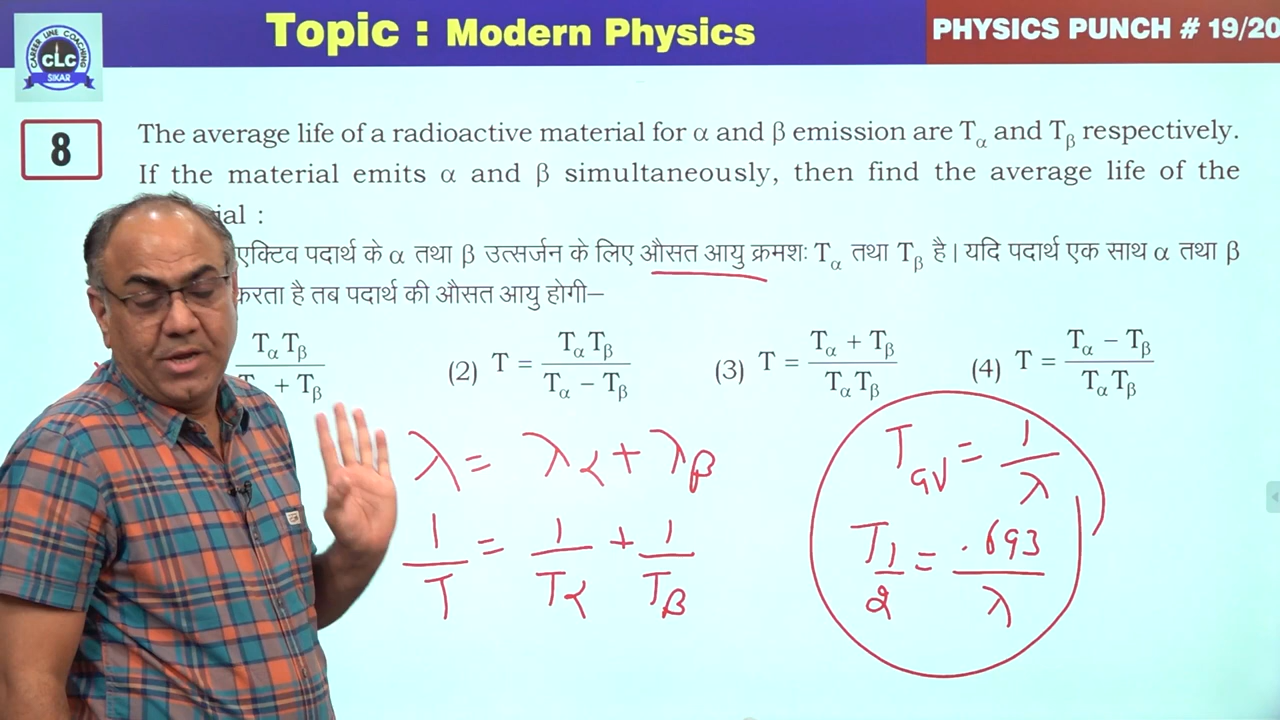 Topic : Modern Physics
PHYSICS PUNCH # 19/20
CAREER LINE COACHING
CLC
SIKAR
8
The average life of a radioactive material for α and β emission are Tα and Tβ respectively.
If the material emits α and β simultaneously, then find the average life of the
ial :
एक्टिव पदार्थ के α तथा β उत्सर्जन के लिए औसत आयु क्रमशः Tα तथा Tβ है। यदि पदार्थ एक साथ α तथा β
करता है तब पदार्थ की औसत आयु होगी–
TαTβ / T + Tβ
(2) T = TαTβ / Tα − Tβ
(3) T = Tα + Tβ / TαTβ
(4) T = Tα − Tβ / TαTβ
λ = λα + λβ
1/T = 1/Tα + 1/Tβ
Tav = 1/λ
T1/2 = .693/λ